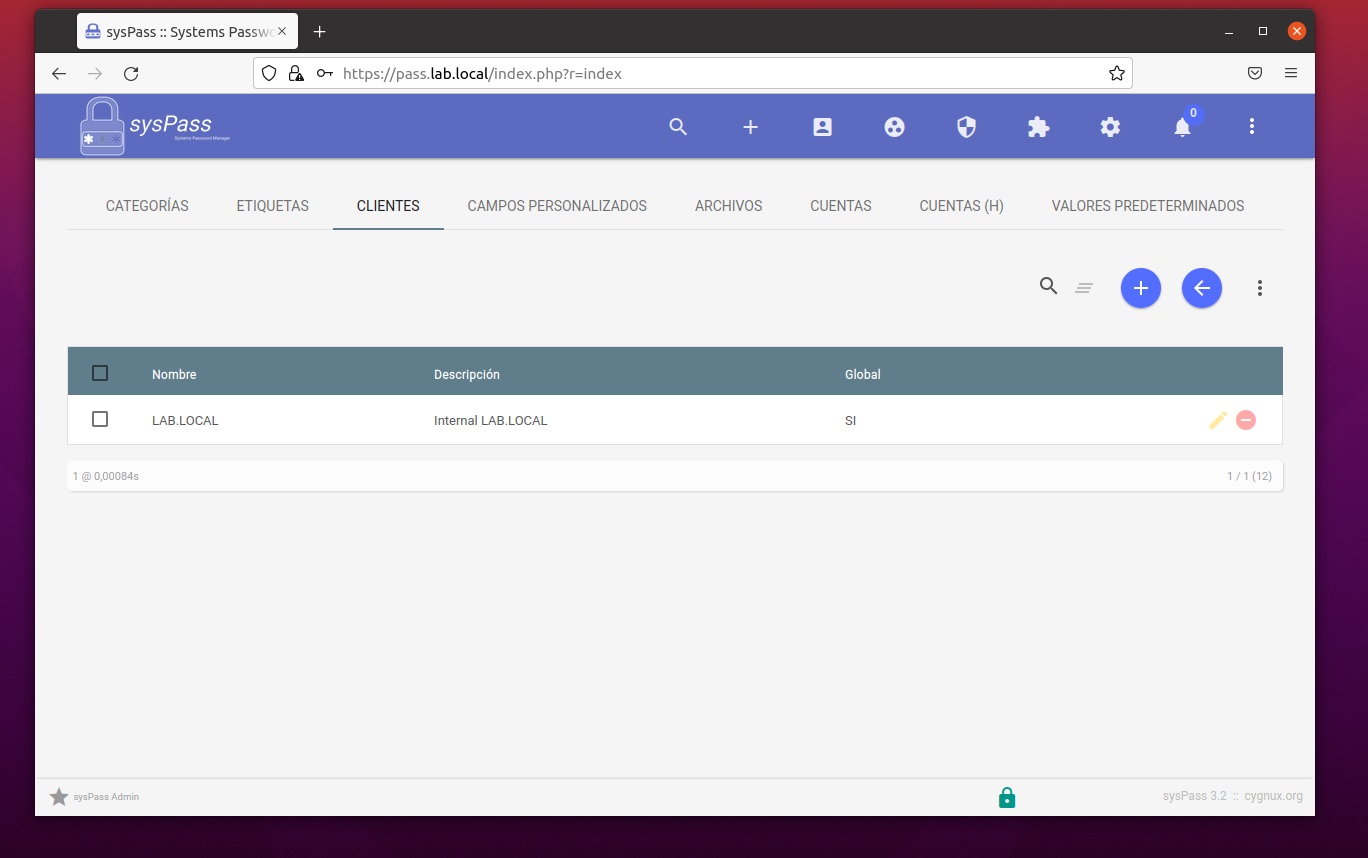 sysPass :: Systems Passwo
https://pass.lab.local/index.php?r=index
sysPass
Systems Password Manager
0
CATEGORÍAS ETIQUETAS CLIENTES CAMPOS PERSONALIZADOS ARCHIVOS CUENTAS CUENTAS (H) VALORES PREDETERMINADOS
Nombre Descripción Global
LAB.LOCAL Internal LAB.LOCAL SI
1 @ 0,00084s 1 / 1 (12)
sysPass Admin sysPass 3.2 :: cygnux.org